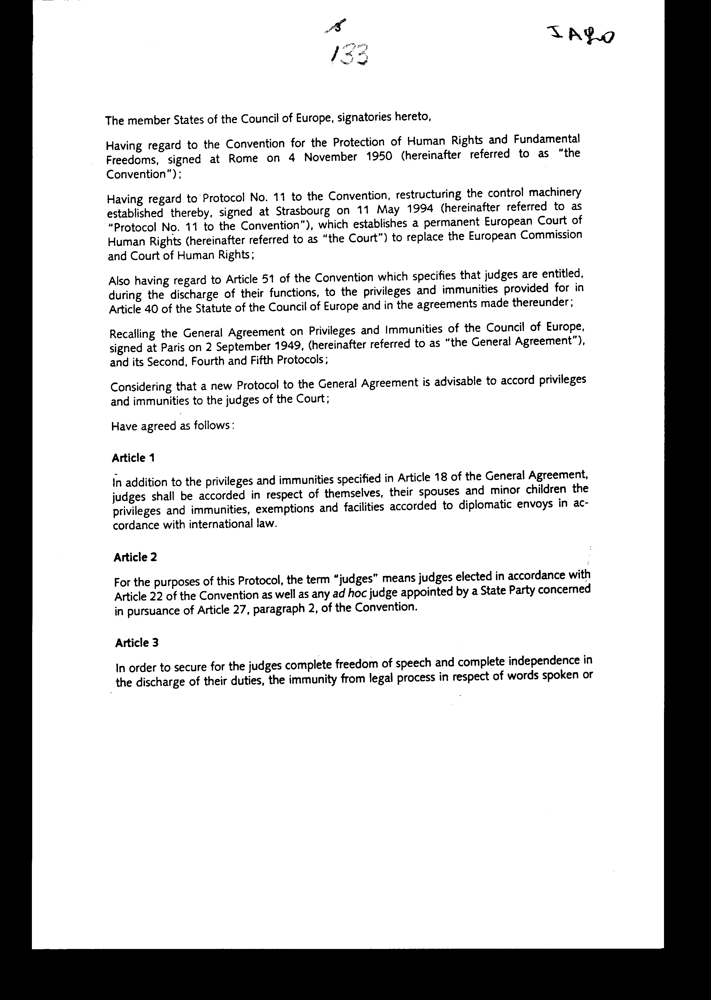 133
The member States of the Council of Europe, signatories hereto,
Having regard to the Convention for the Protection of Human Rights and Fundamental
Freedoms, signed at Rome on 4 November 1950 (hereinafter referred to as “the
Convention”);
Having regard to Protocol No. 11 to the Convention, restructuring the control machinery
established thereby, signed at Strasbourg on 11 May 1994 (hereinafter referred to as
“Protocol No. 11 to the Convention”), which establishes a permanent European Court of
Human Rights (hereinafter referred to as “the Court”) to replace the European Commission
and Court of Human Rights;
Also having regard to Article 51 of the Convention which specifies that judges are entitled,
during the discharge of their functions, to the privileges and immunities provided for in
Article 40 of the Statute of the Council of Europe and in the agreements made thereunder;
Recalling the General Agreement on Privileges and Immunities of the Council of Europe,
signed at Paris on 2 September 1949, (hereinafter referred to as “the General Agreement”),
and its Second, Fourth and Fifth Protocols;
Considering that a new Protocol to the General Agreement is advisable to accord privileges
and immunities to the judges of the Court;
Have agreed as follows:
Article 1
In addition to the privileges and immunities specified in Article 18 of the General Agreement,
judges shall be accorded in respect of themselves, their spouses and minor children the
privileges and immunities, exemptions and facilities accorded to diplomatic envoys in ac-
cordance with international law.
Article 2
For the purposes of this Protocol, the term “judges” means judges elected in accordance with
Article 22 of the Convention as well as any ad hoc judge appointed by a State Party concerned
in pursuance of Article 27, paragraph 2, of the Convention.
Article 3
In order to secure for the judges complete freedom of speech and complete independence in
the discharge of their duties, the immunity from legal process in respect of words spoken or